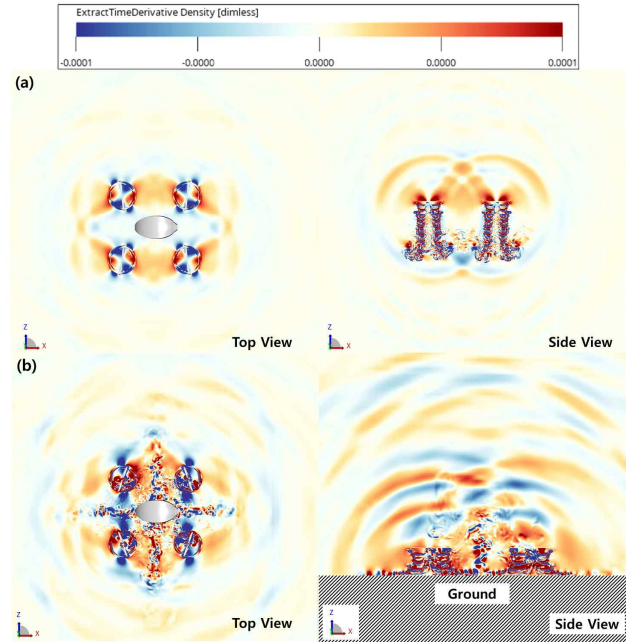 ExtractTimeDerivative Density [dimless]
-0.0001 -0.0000 0.0000 0.0000 0.0001
(a)
Z
X
Top View
Z
X
Side View
(b)
Z
X
Top View
Ground
Z
X
Side View